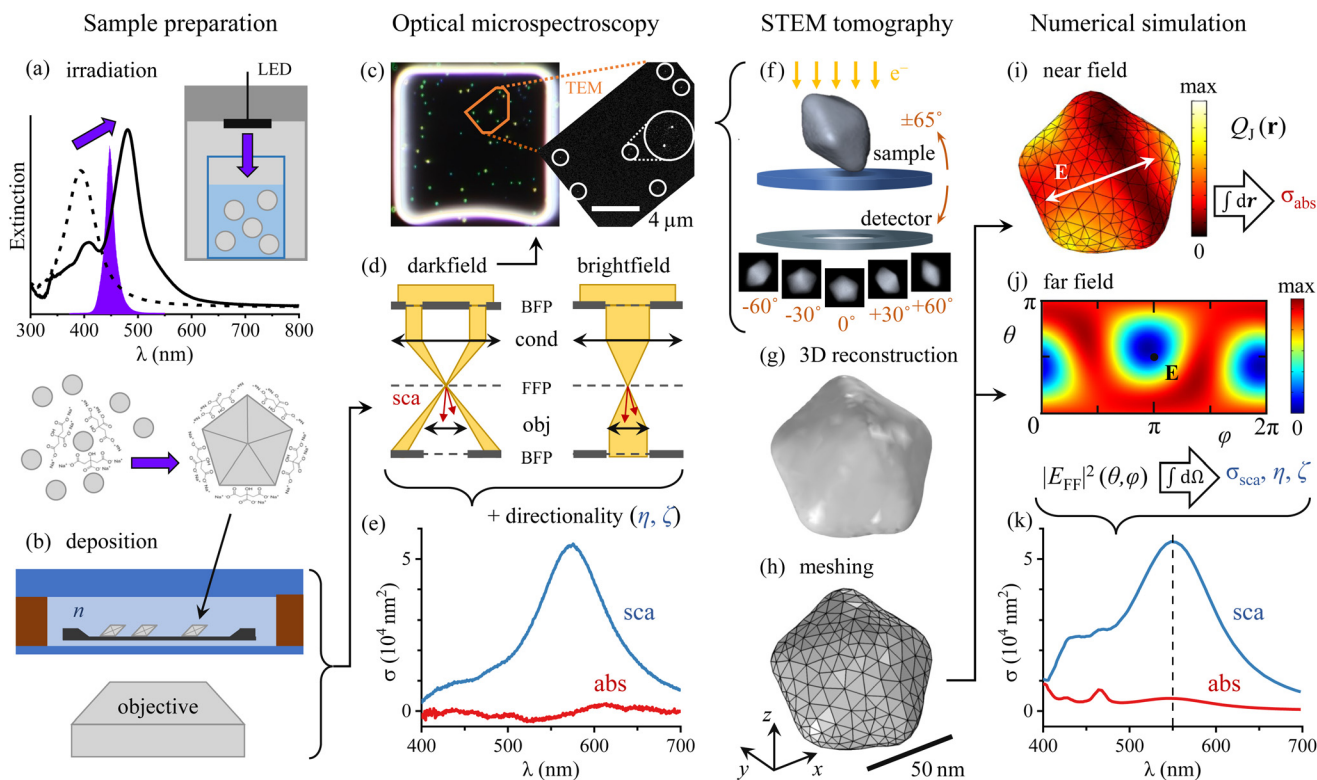 Sample preparation
(a) irradiation
LED
Extinction
300 400 500 600 700 800
λ (nm)
(b) deposition
n
objective
Optical microspectroscopy
(c)
TEM
4 μm
(d) darkfield brightfield
BFP
cond
FFP
sca
obj
BFP
+ directionality (η, ζ)
(e)
σ (10⁴ nm²)
5
0
sca
abs
400 500 600 700
λ (nm)
STEM tomography
(f)
e⁻
±65°
sample
detector
-60° -30° 0° +30° +60°
(g) 3D reconstruction
(h) meshing
z
y x
50 nm
Numerical simulation
(i) near field
max
0
E
Q_J (r)
∫ dr
σ_abs
(j) far field
π
θ
0
E
π 2π
φ
max
0
|E_FF|² (θ,φ) ∫ dΩ σ_sca, η, ζ
(k)
σ (10⁴ nm²)
5
0
sca
abs
400 500 600 700
λ (nm)